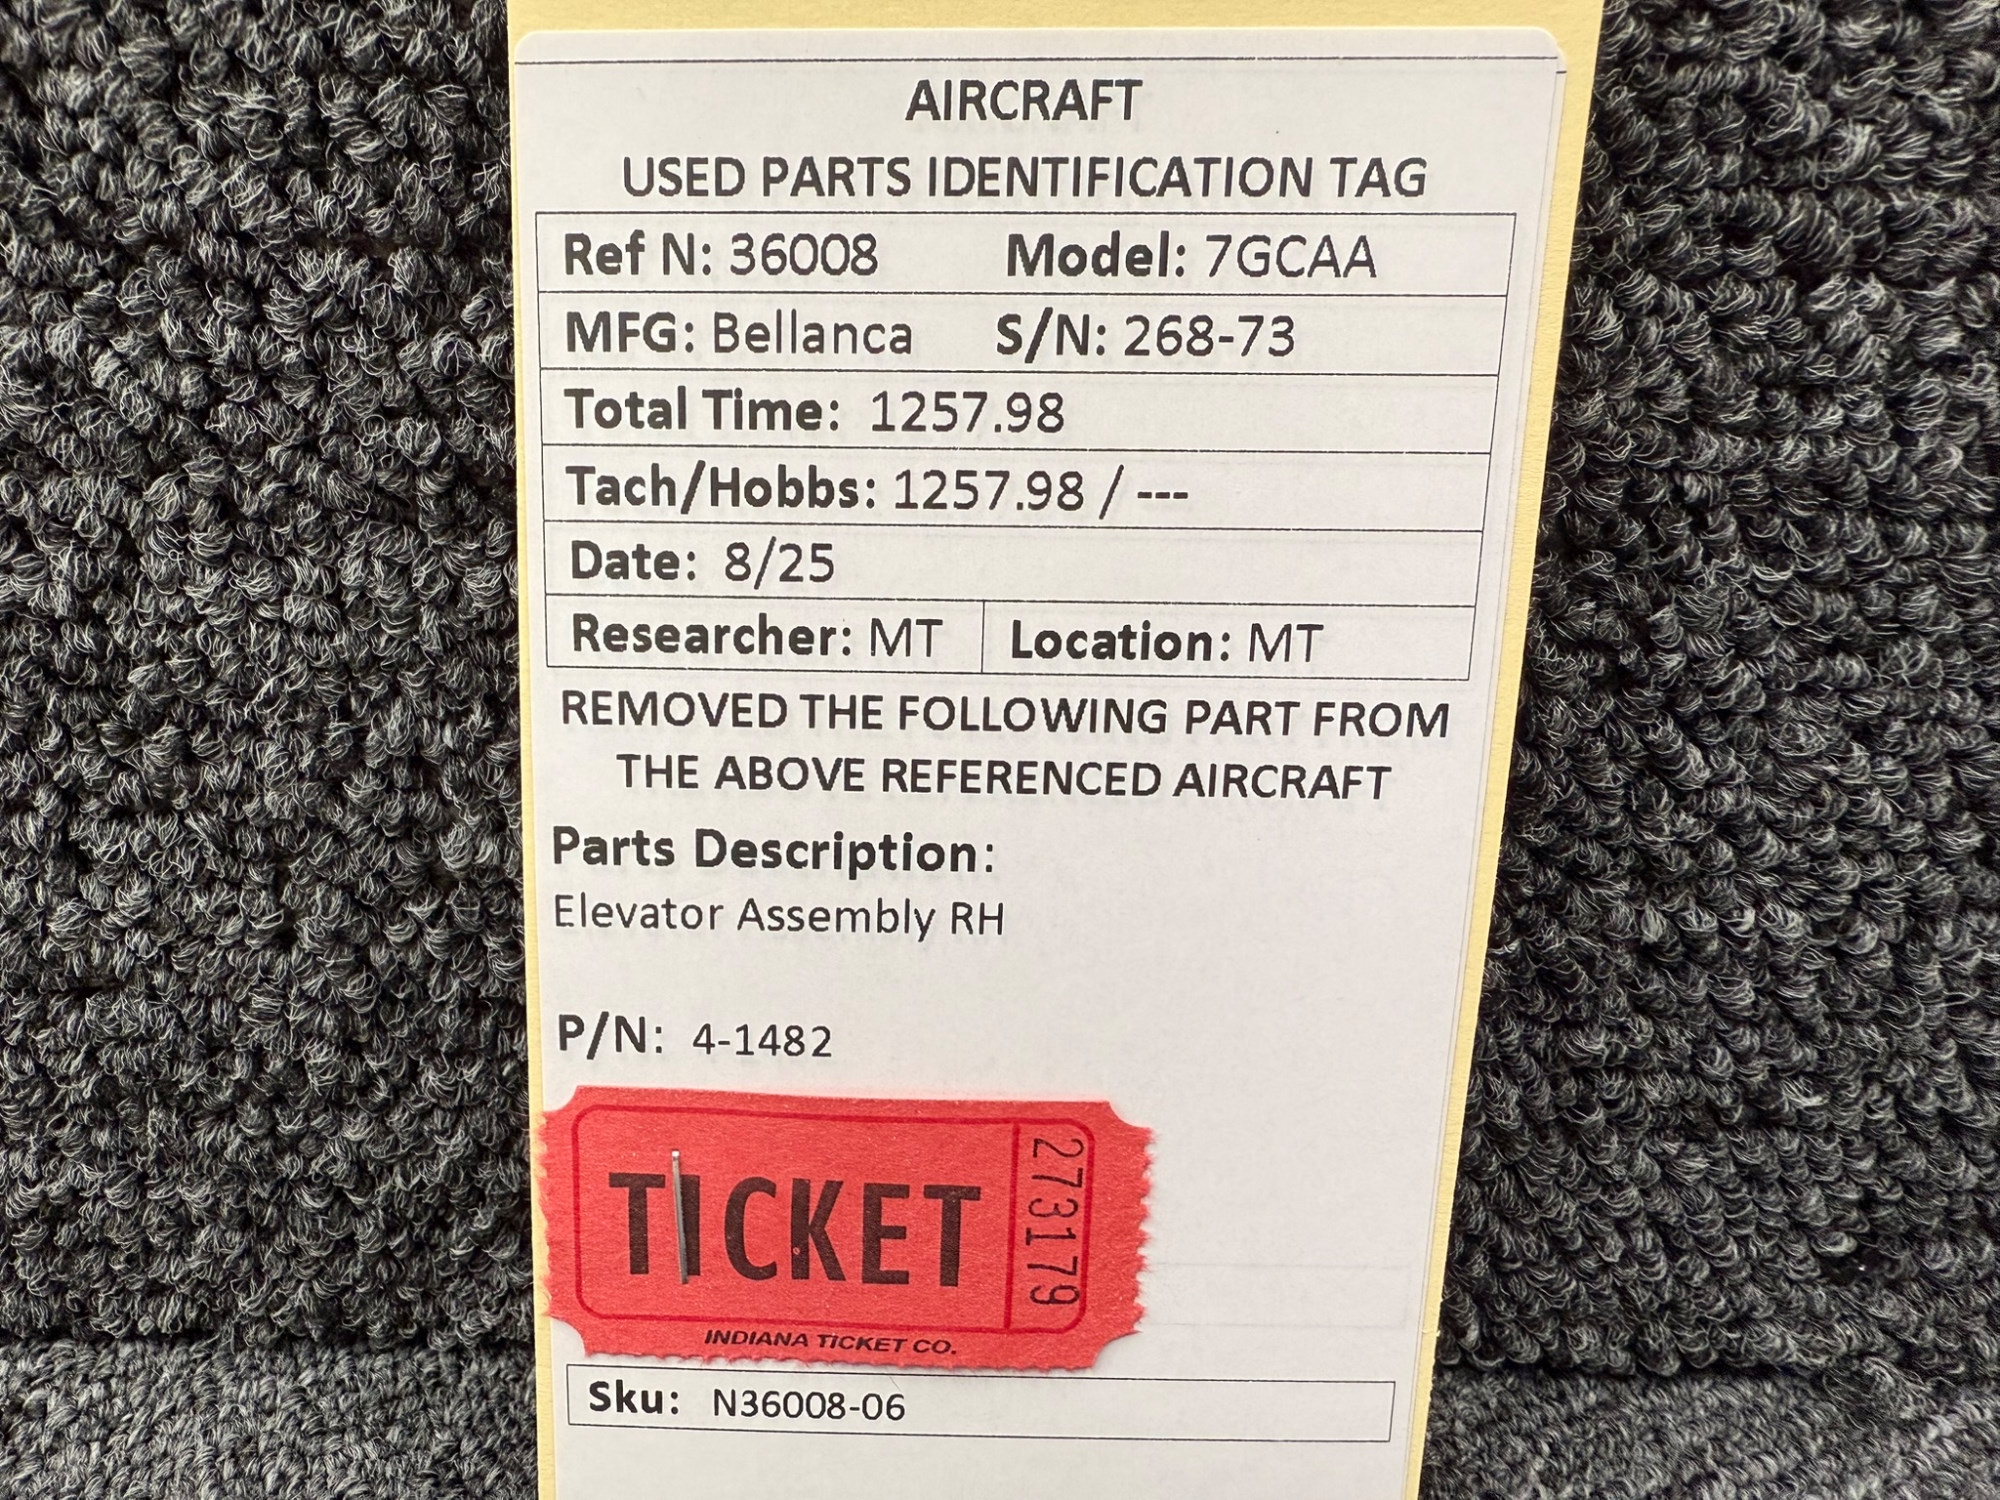 AIRCRAFT
USED PARTS IDENTIFICATION TAG
Ref N: 36008 Model: 7GCAA
MFG: Bellanca S/N: 268-73
Total Time: 1257.98
Tach/Hobbs: 1257.98 / ---
Date: 8/25
Researcher: MT Location: MT
REMOVED THE FOLLOWING PART FROM
THE ABOVE REFERENCED AIRCRAFT
Parts Description:
Elevator Assembly RH
P/N: 4-1482
TICKET
273179
INDIANA TICKET CO.
Sku: N36008-06